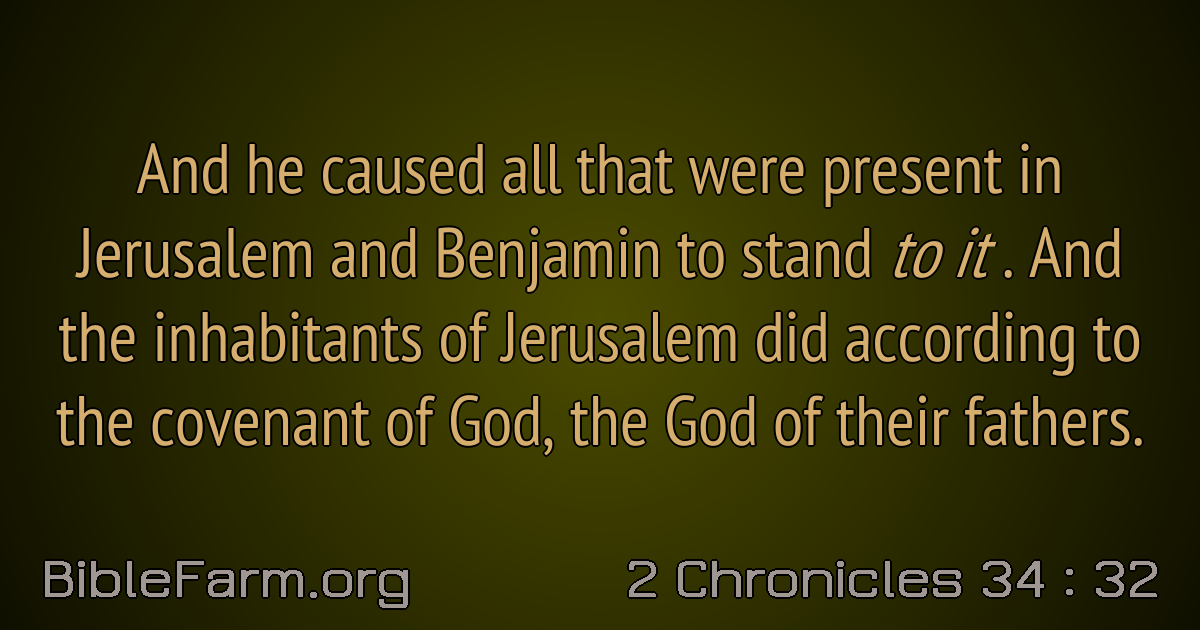 And he caused all that were present in
Jerusalem and Benjamin to stand to it . And
the inhabitants of Jerusalem did according to
the covenant of God, the God of their fathers.
BibleFarm.org
2 Chronicles 34 : 32